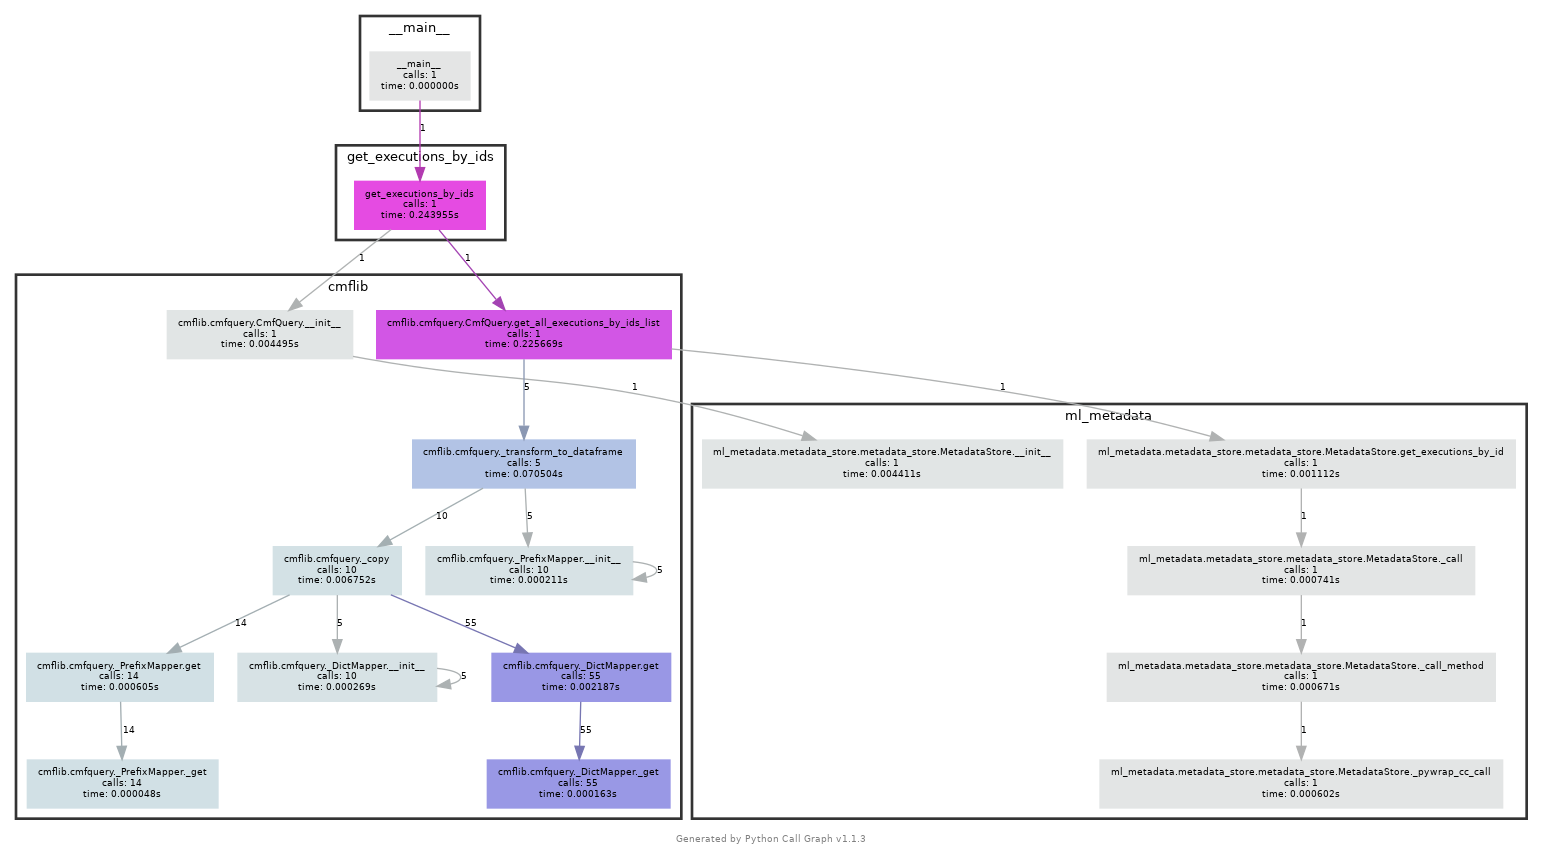 __main__
__main__
calls: 1
time: 0.000000s
1
get_executions_by_ids
get_executions_by_ids
calls: 1
time: 0.243955s
1
1
cmflib
cmflib.cmfquery.CmfQuery.__init__
calls: 1
time: 0.004495s
cmflib.cmfquery.CmfQuery.get_all_executions_by_ids_list
calls: 1
time: 0.225669s
5
1
1
ml_metadata
cmflib.cmfquery._transform_to_dataframe
calls: 5
time: 0.070504s
ml_metadata.metadata_store.metadata_store.MetadataStore.__init__
calls: 1
time: 0.004411s
ml_metadata.metadata_store.metadata_store.MetadataStore.get_executions_by_id
calls: 1
time: 0.001112s
10
5
1
cmflib.cmfquery._copy
calls: 10
time: 0.006752s
cmflib.cmfquery._PrefixMapper.__init__
calls: 10
time: 0.000211s
5
ml_metadata.metadata_store.metadata_store.MetadataStore._call
calls: 1
time: 0.000741s
14
5
55
1
cmflib.cmfquery._PrefixMapper.get
calls: 14
time: 0.000605s
cmflib.cmfquery._DictMapper.__init__
calls: 10
time: 0.000269s
5
cmflib.cmfquery._DictMapper.get
calls: 55
time: 0.002187s
ml_metadata.metadata_store.metadata_store.MetadataStore._call_method
calls: 1
time: 0.000671s
14
55
1
cmflib.cmfquery._PrefixMapper._get
calls: 14
time: 0.000048s
cmflib.cmfquery._DictMapper._get
calls: 55
time: 0.000163s
ml_metadata.metadata_store.metadata_store.MetadataStore._pywrap_cc_call
calls: 1
time: 0.000602s
Generated by Python Call Graph v1.1.3